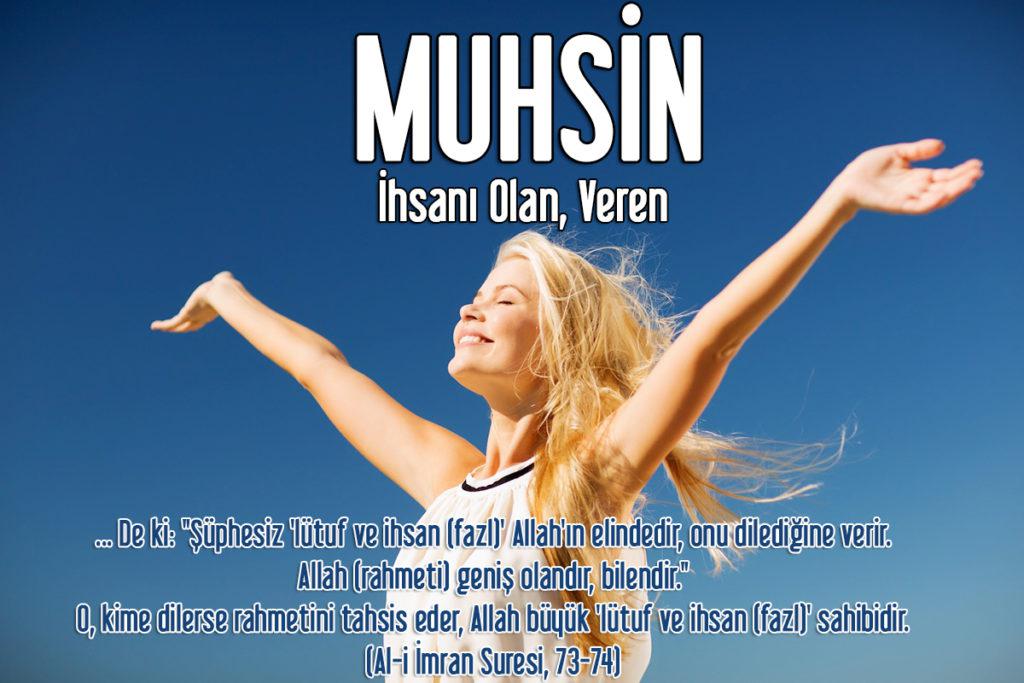 MUHSİN
İhsanı Olan, Veren
... De ki: "Şüphesiz 'lütuf ve ihsan (fazl)' Allah'ın elindedir, onu dilediğine verir.
Allah (rahmeti) geniş olandır, bilendir."
O, kime dilerse rahmetini tahsis eder, Allah büyük 'lütuf ve ihsan (fazl)' sahibidir.
(Al-i İmran Suresi, 73-74)